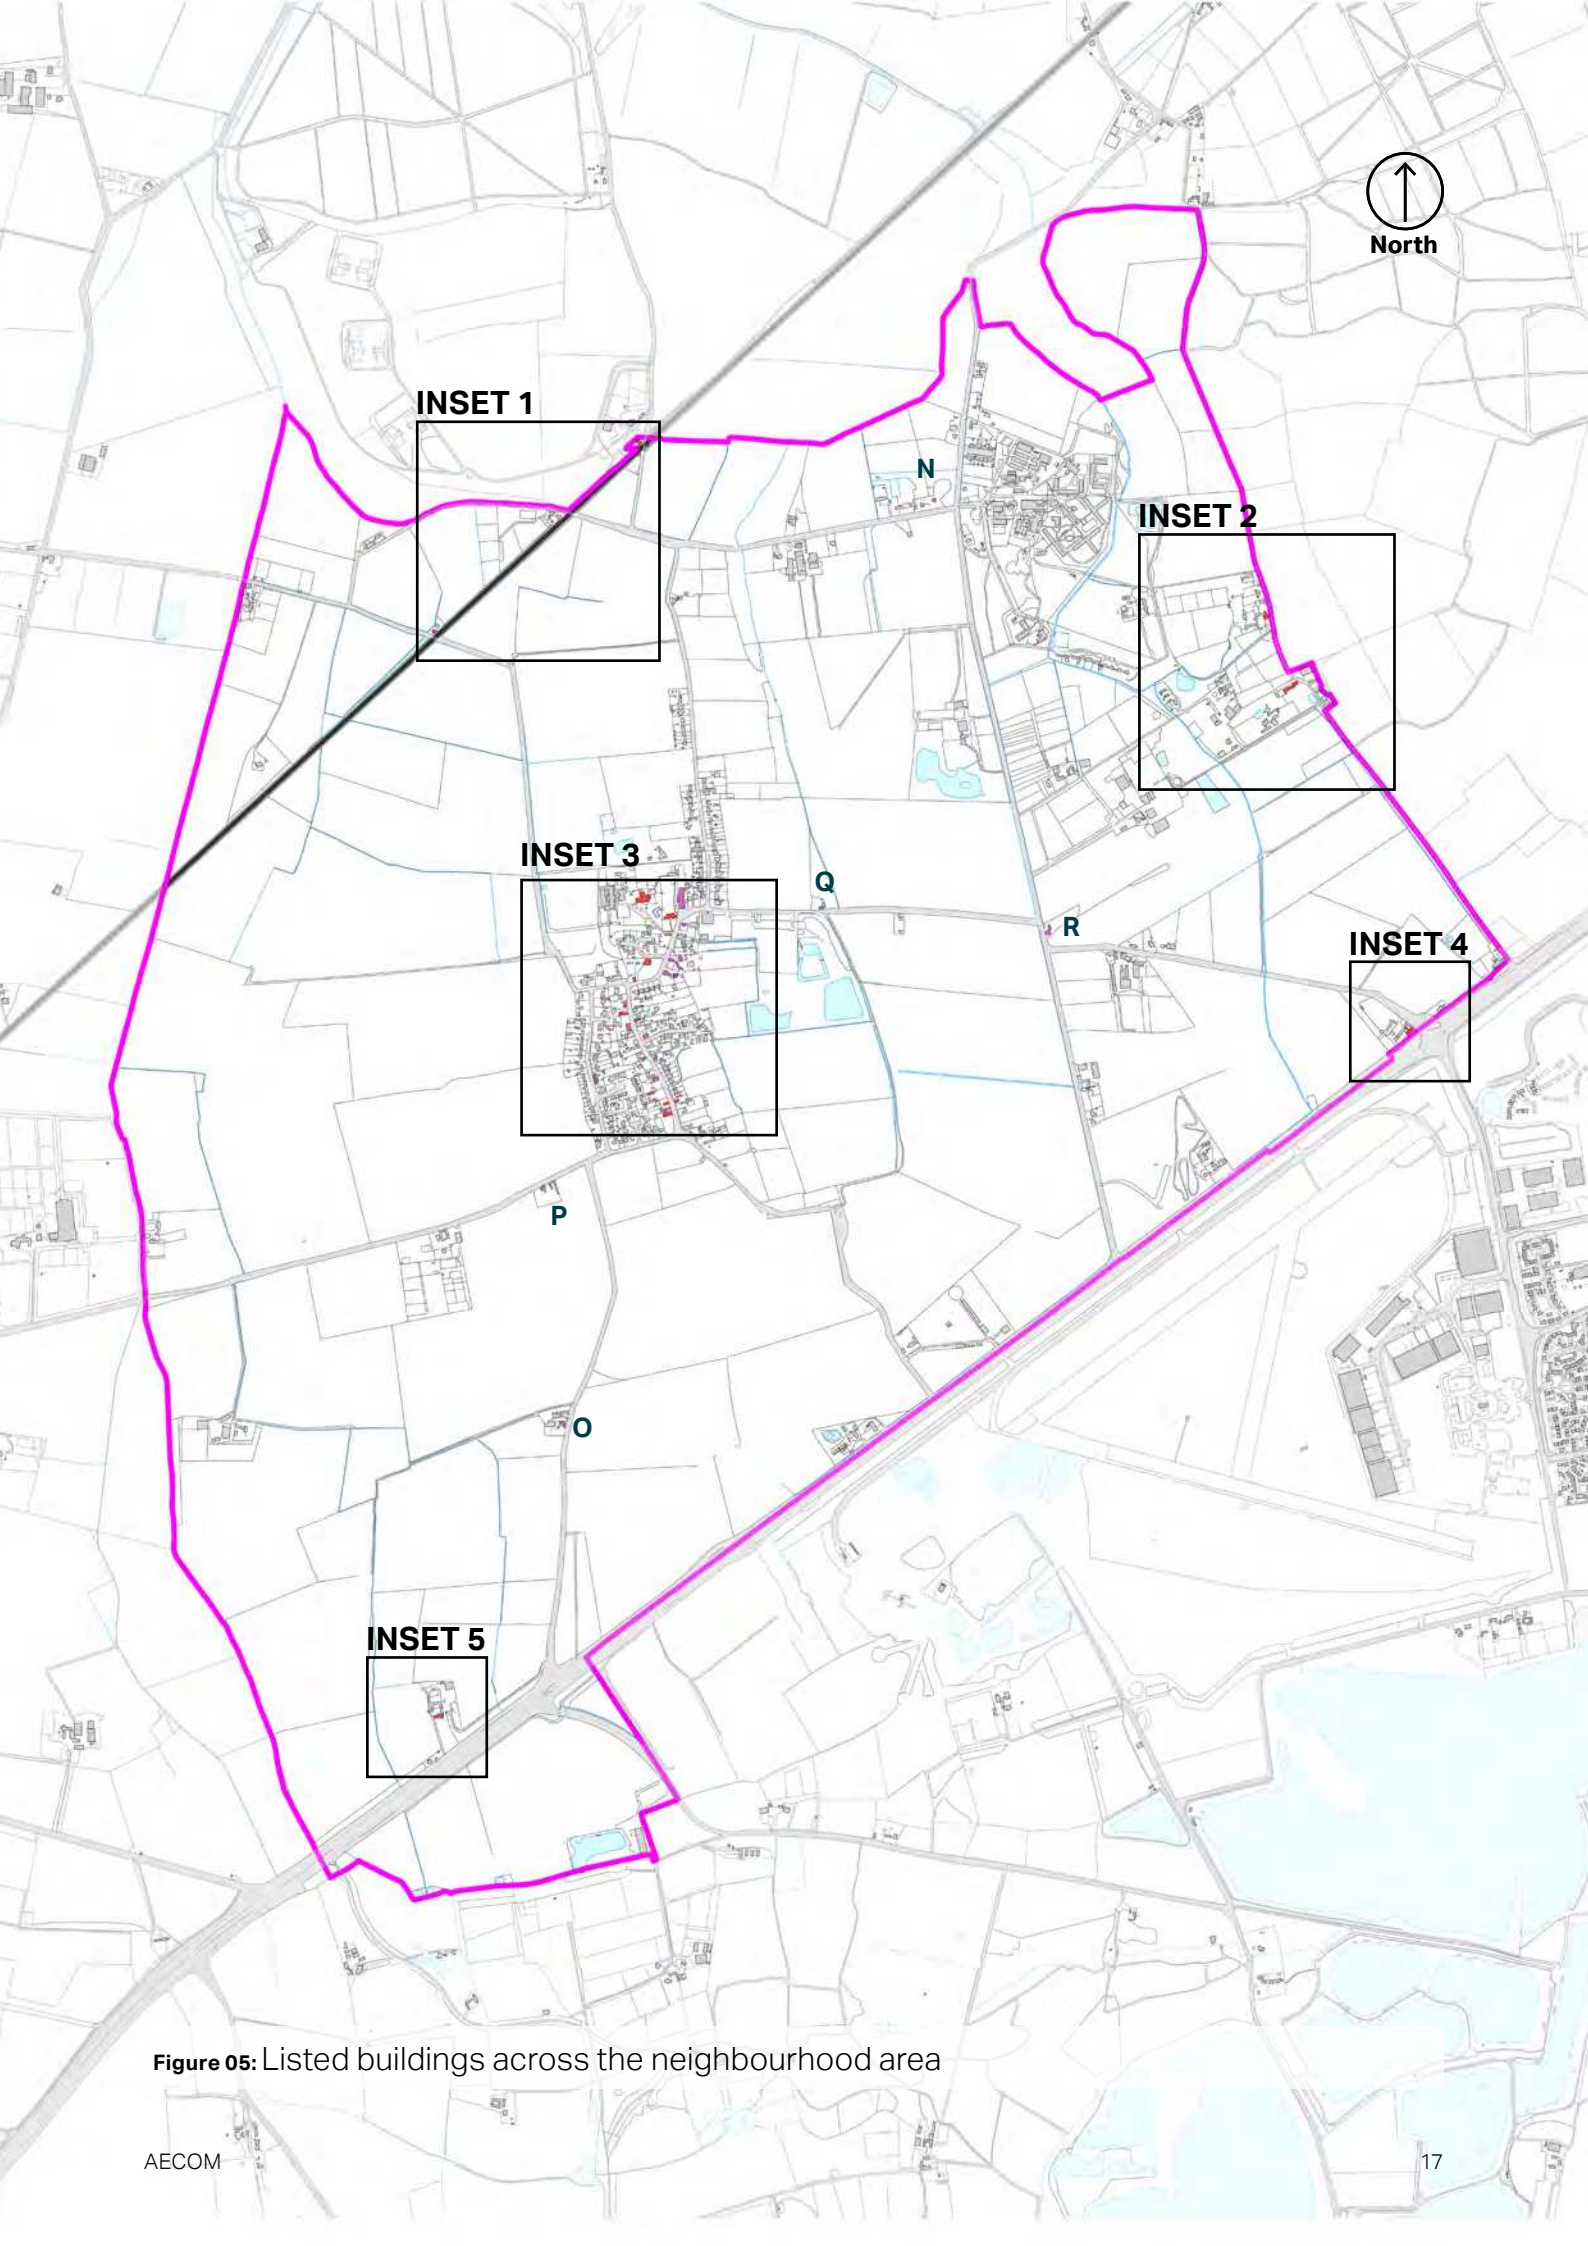 North
INSET 1
N
INSET 2
INSET 3
Q
R
INSET 4
P
O
INSET 5
Figure 05: Listed buildings across the neighbourhood area
AECOM
17